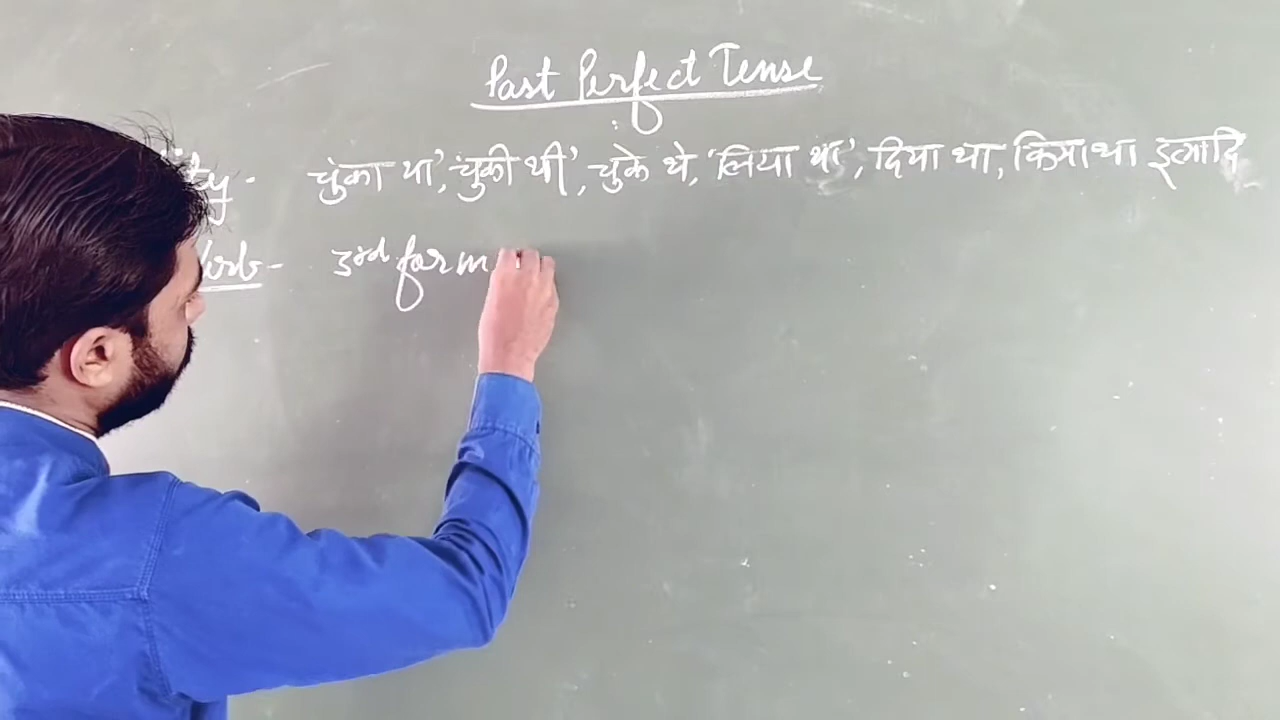 Past Perfect Tense
चुका था', 'चुकी थी', चुके थे, 'लिया था', दिया था, किया था इत्यादि
3rd form